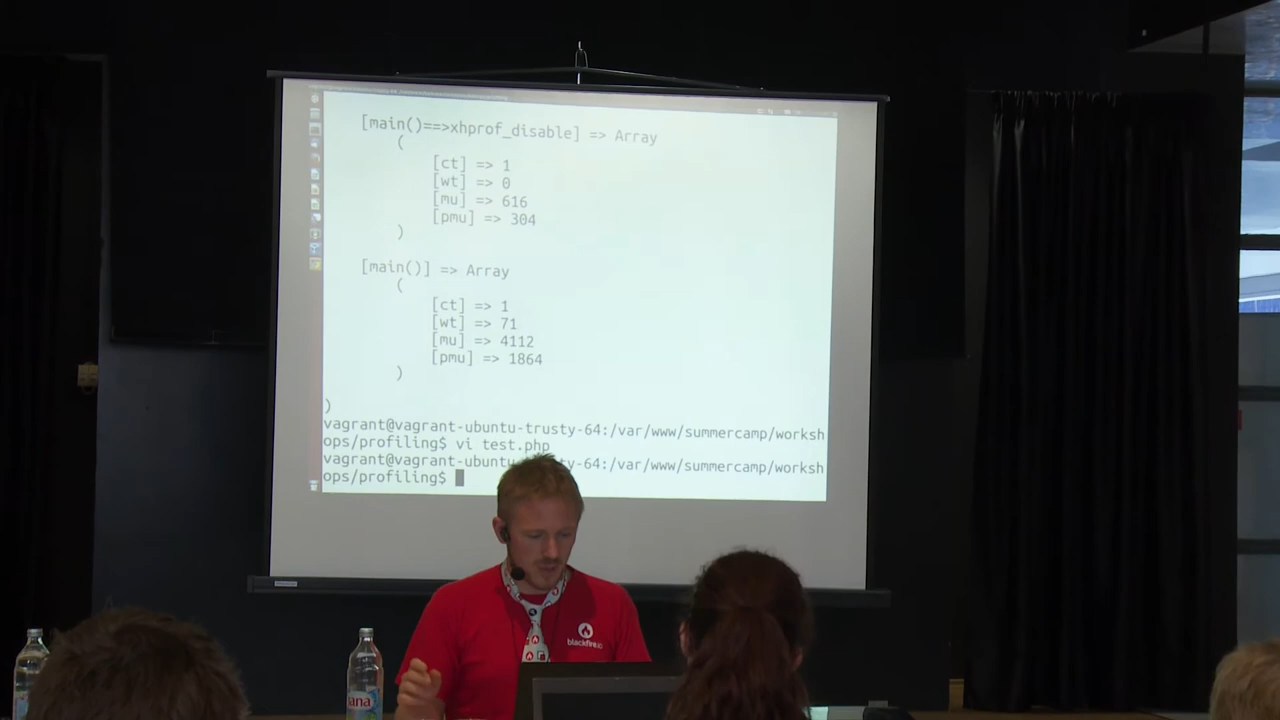 [main()==>xhprof_disable] => Array
(
[ct] => 1
[wt] => 0
[mu] => 616
[pmu] => 304
)
[main()] => Array
(
[ct] => 1
[wt] => 71
[mu] => 4112
[pmu] => 1864
)
)
vagrant@vagrant-ubuntu-trusty-64:/var/www/summercamp/worksh
ops/profiling$ vi test.php
vagrant@vagrant-ubuntu-trusty-64:/var/www/summercamp/worksh
ops/profiling$
blackfire.io
ana